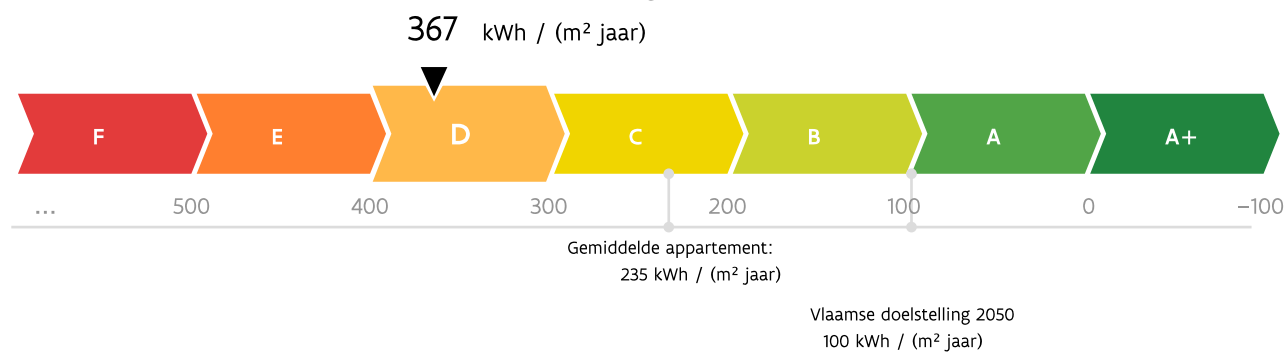 367 kWh / (m² jaar)
F E D C B A A+
... 500 400 300 200 100 0 −100
Gemiddelde appartement:
235 kWh / (m² jaar)
Vlaamse doelstelling 2050
100 kWh / (m² jaar)